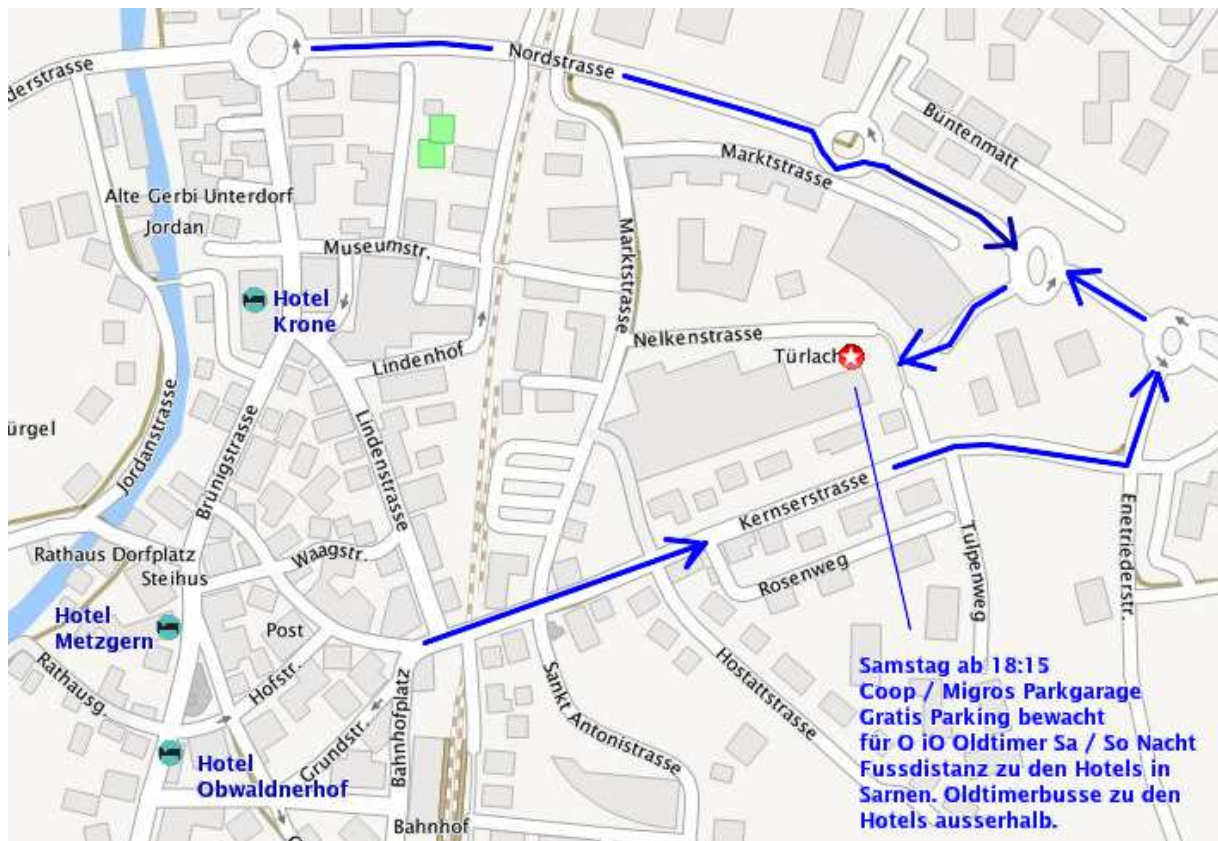 Nordstrasse
derstrasse
Büntenmatt
Marktstrasse
Alte Gerbi Unterdorf
Jordan
Museumstr.
Marktstrasse
Hotel
Krone
Nelkenstrasse
Lindenhof
Türlach
Jordanstrasse
Brünigstrasse
Lindenstrasse
ürgel
Kernserstrasse
Enetriederstr.
Rathaus Dorfplatz
Steihus
Waagstr.
Rosenweg
Tulpenweg
Hotel
Metzgern
Post
Rathausg.
Hofstr.
Hostattstrasse
Sankt Antonistrasse
Bahnhofplatz
Grundstr.
Hotel
Obwaldnerhof
Bahnhof
Samstag ab 18:15
Coop / Migros Parkgarage
Gratis Parking bewacht
für O iO Oldtimer Sa / So Nacht
Fussdistanz zu den Hotels in
Sarnen. Oldtimerbusse zu den
Hotels ausserhalb.